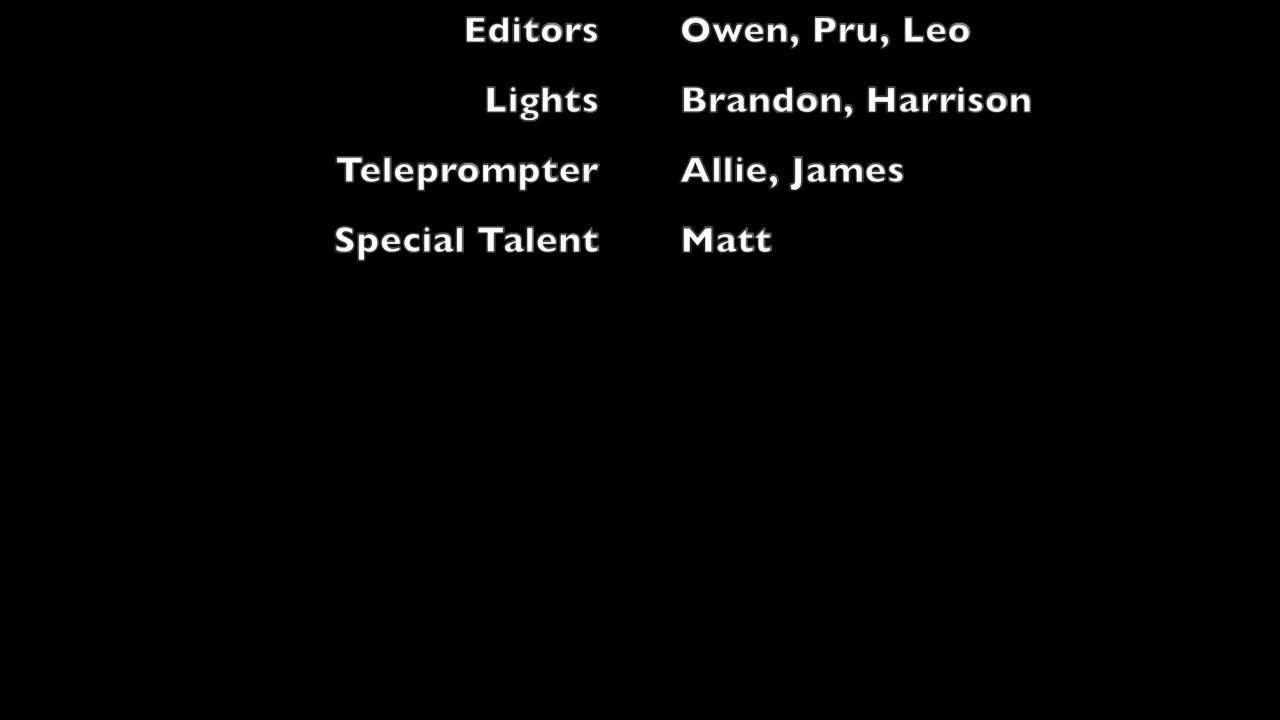 Editors Owen, Pru, Leo
Lights Brandon, Harrison
Teleprompter Allie, James
Special Talent Matt